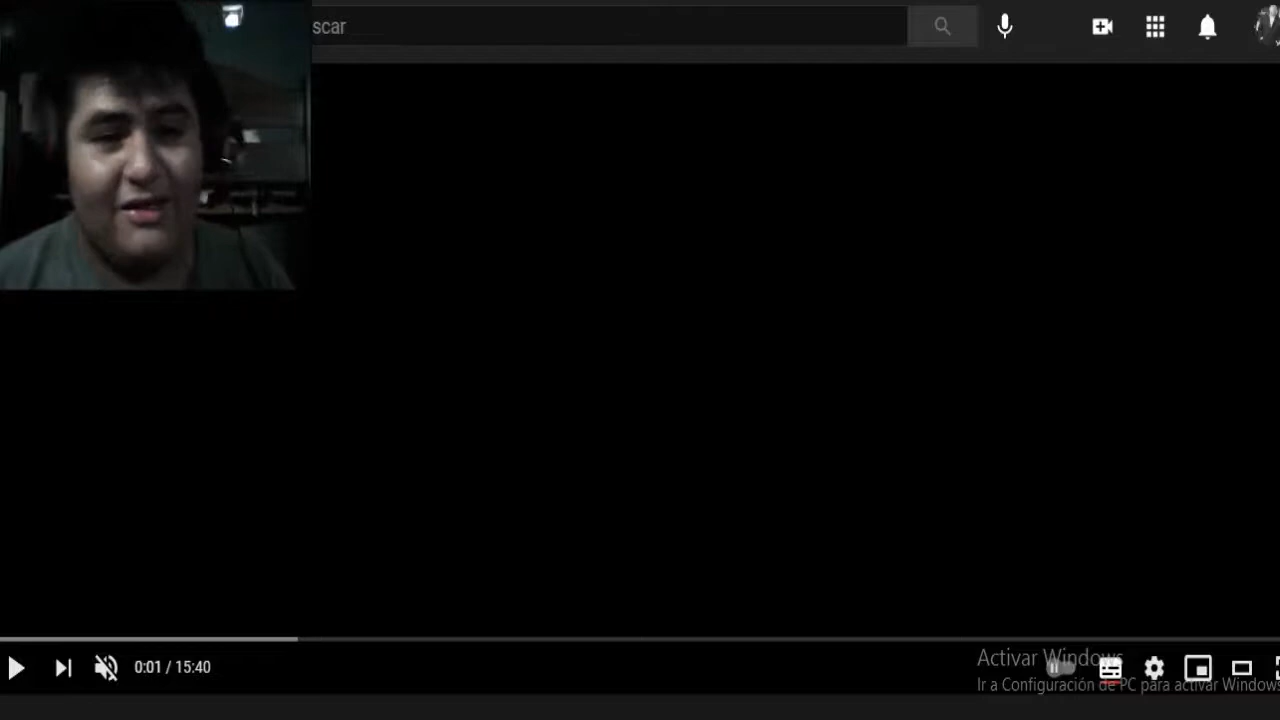 scar
0:01 / 15:40
Activar Windows
Ir a Configuración de PC para activar Windows